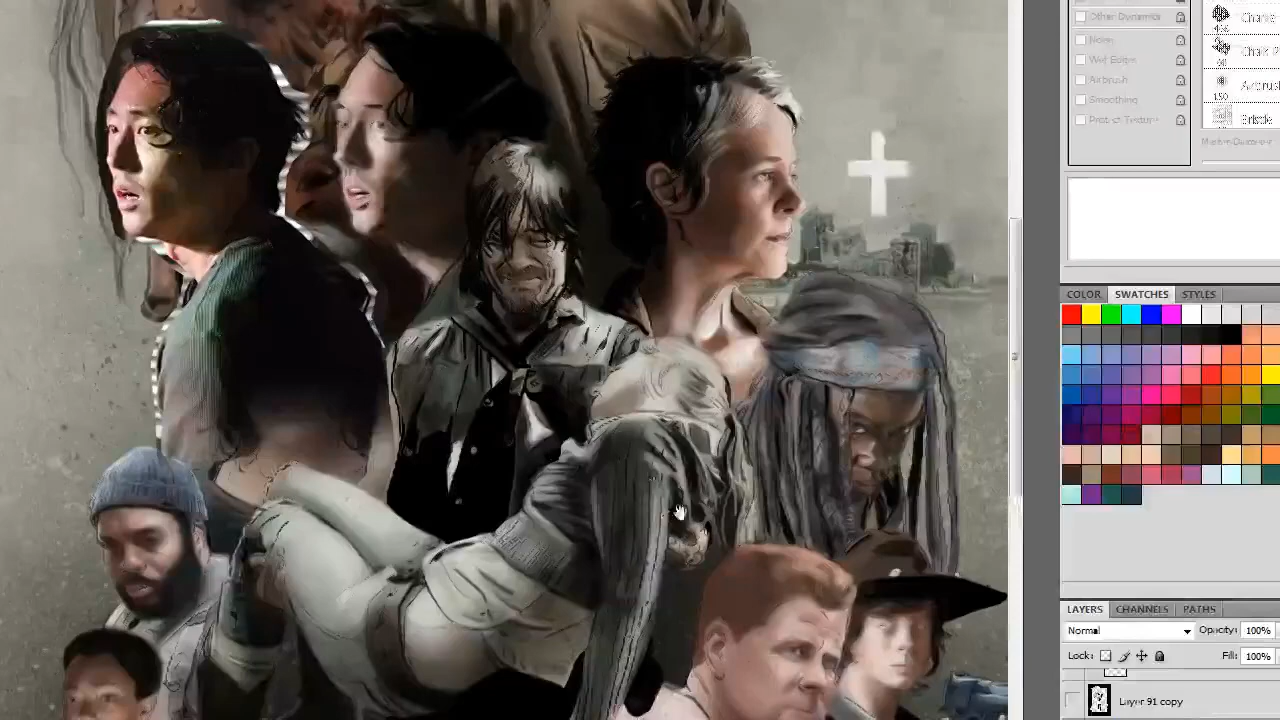 Other Dynamics
Noise
Wet Edges
Airbrush
Smoothing
Protect Texture
COLOR SWATCHES STYLES
LAYERS CHANNELS PATHS
Normal Opacity: 100%
Lock: Fill: 100%
Layer 91 copy